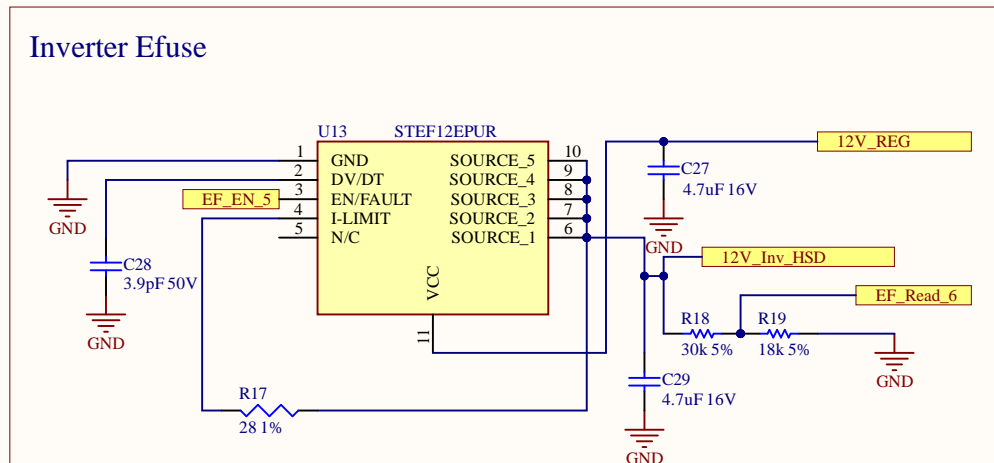 Inverter Efuse
U13 STEF12EPUR
1 GND SOURCE_5 10
2 DV/DT SOURCE_4 9
EF_EN_5 3 EN/FAULT SOURCE_3 8
4 I-LIMIT SOURCE_2 7
5 N/C SOURCE_1 6
VCC
11
12V_REG
C27
4.7uF 16V
GND
GND
C28
3.9pF 50V
GND
12V_Inv_HSD
EF_Read_6
R18 R19
30k 5% 18k 5%
GND
C29
4.7uF 16V
GND
R17
28 1%